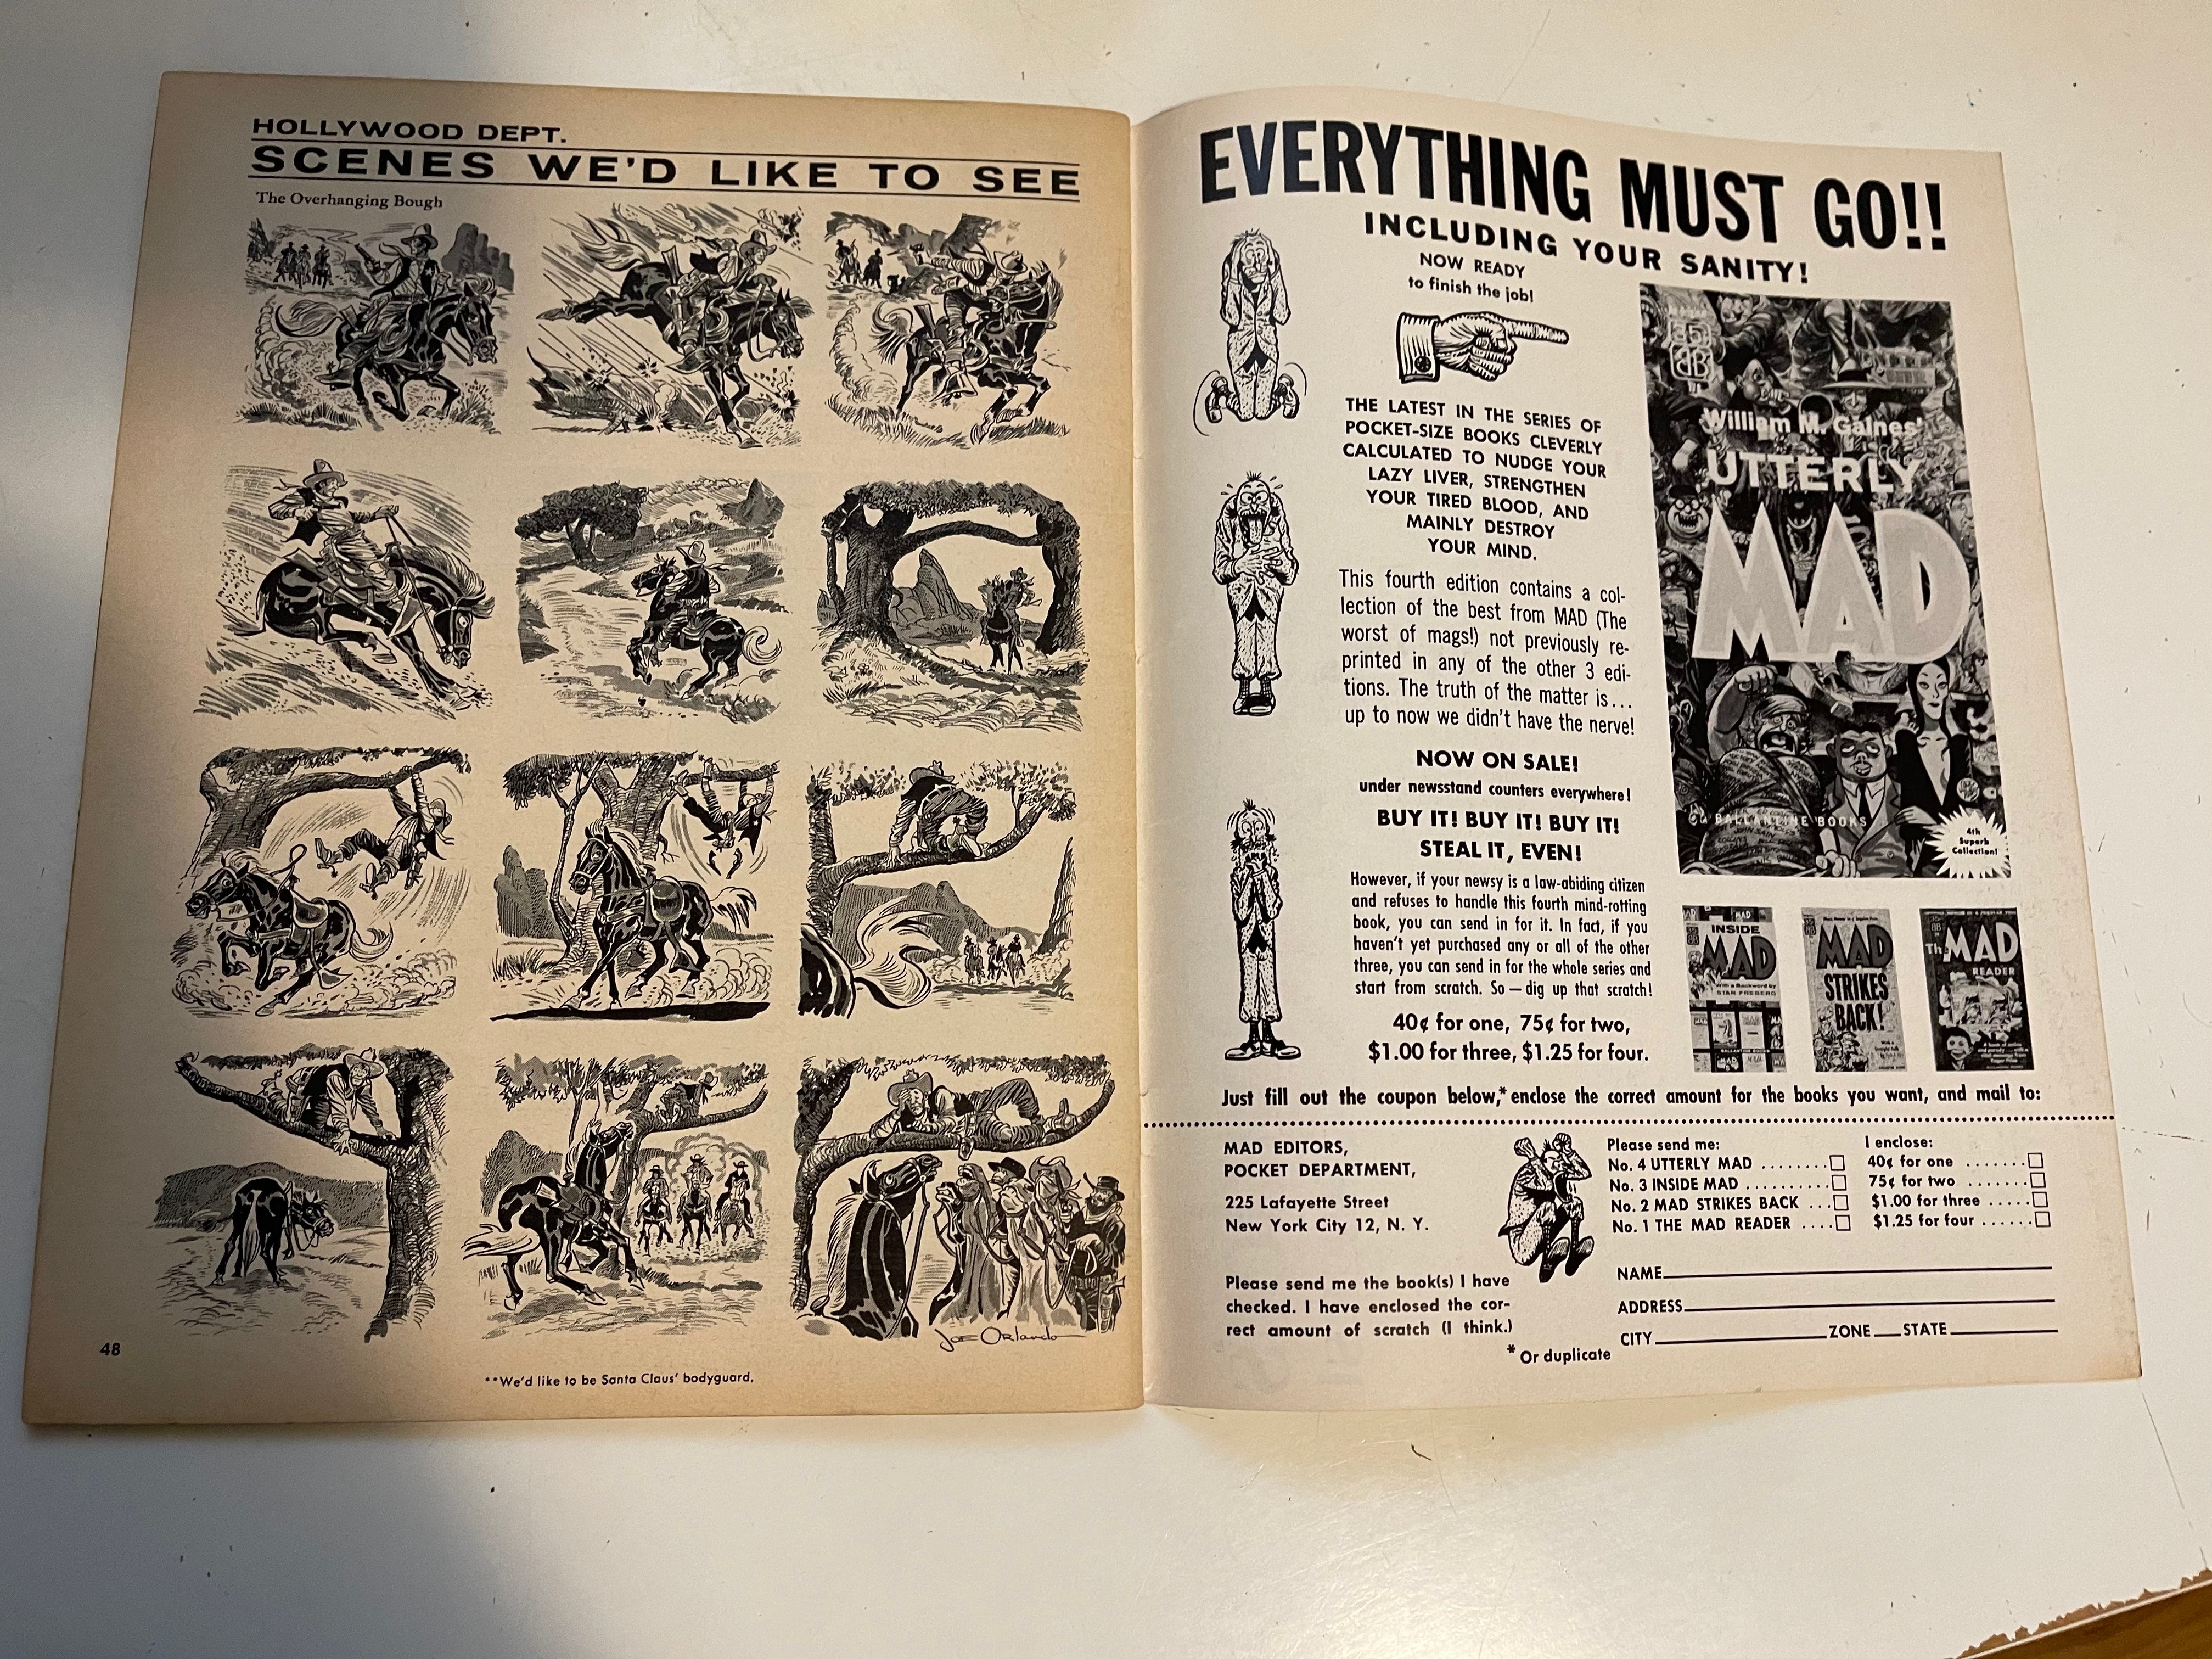 HOLLYWOOD DEPT.
SCENES WE'D LIKE TO SEE
The Overhanging Bough
Joe Orlando
48
**We'd like to be Santa Claus' bodyguard.
EVERYTHING MUST GO!!
INCLUDING YOUR SANITY!
NOW READY
to finish the job!
THE LATEST IN THE SERIES OF
POCKET-SIZE BOOKS CLEVERLY
CALCULATED TO NUDGE YOUR
LAZY LIVER, STRENGTHEN
YOUR TIRED BLOOD, AND
MAINLY DESTROY
YOUR MIND.
This fourth edition contains a col-
lection of the best from MAD (The
worst of mags!) not previously re-
printed in any of the other 3 edi-
tions. The truth of the matter is...
up to now we didn't have the nerve!
NOW ON SALE!
under newsstand counters everywhere!
BUY IT! BUY IT! BUY IT!
STEAL IT, EVEN!
However, if your newsy is a law-abiding citizen
and refuses to handle this fourth mind-rotting
book, you can send in for it. In fact, if you
haven't yet purchased any or all of the other
three, you can send in for the whole series and
start from scratch. So — dig up that scratch!
40¢ for one, 75¢ for two,
$1.00 for three, $1.25 for four.
35
BB
William M. Gaines'
UTTERLY
MAD
BALLANTINE BOOKS
4th
Superb
Collection!
MAD
INSIDE
MAD
With a Backword by
STAN FREBERG
BALLANTINE BOOKS
MAD
STRIKES
BACK!
The MAD
READER
Just fill out the coupon below,* enclose the correct amount for the books you want, and mail to:
MAD EDITORS,
POCKET DEPARTMENT,
225 Lafayette Street
New York City 12, N. Y.
Please send me the book(s) I have
checked. I have enclosed the cor-
rect amount of scratch (I think.)
Please send me:
No. 4 UTTERLY MAD ........
No. 3 INSIDE MAD ..........
No. 2 MAD STRIKES BACK ...
No. 1 THE MAD READER ....
I enclose:
40¢ for one .......
75¢ for two .......
$1.00 for three .....
$1.25 for four ......
NAME
ADDRESS
CITY ZONE STATE
* Or duplicate